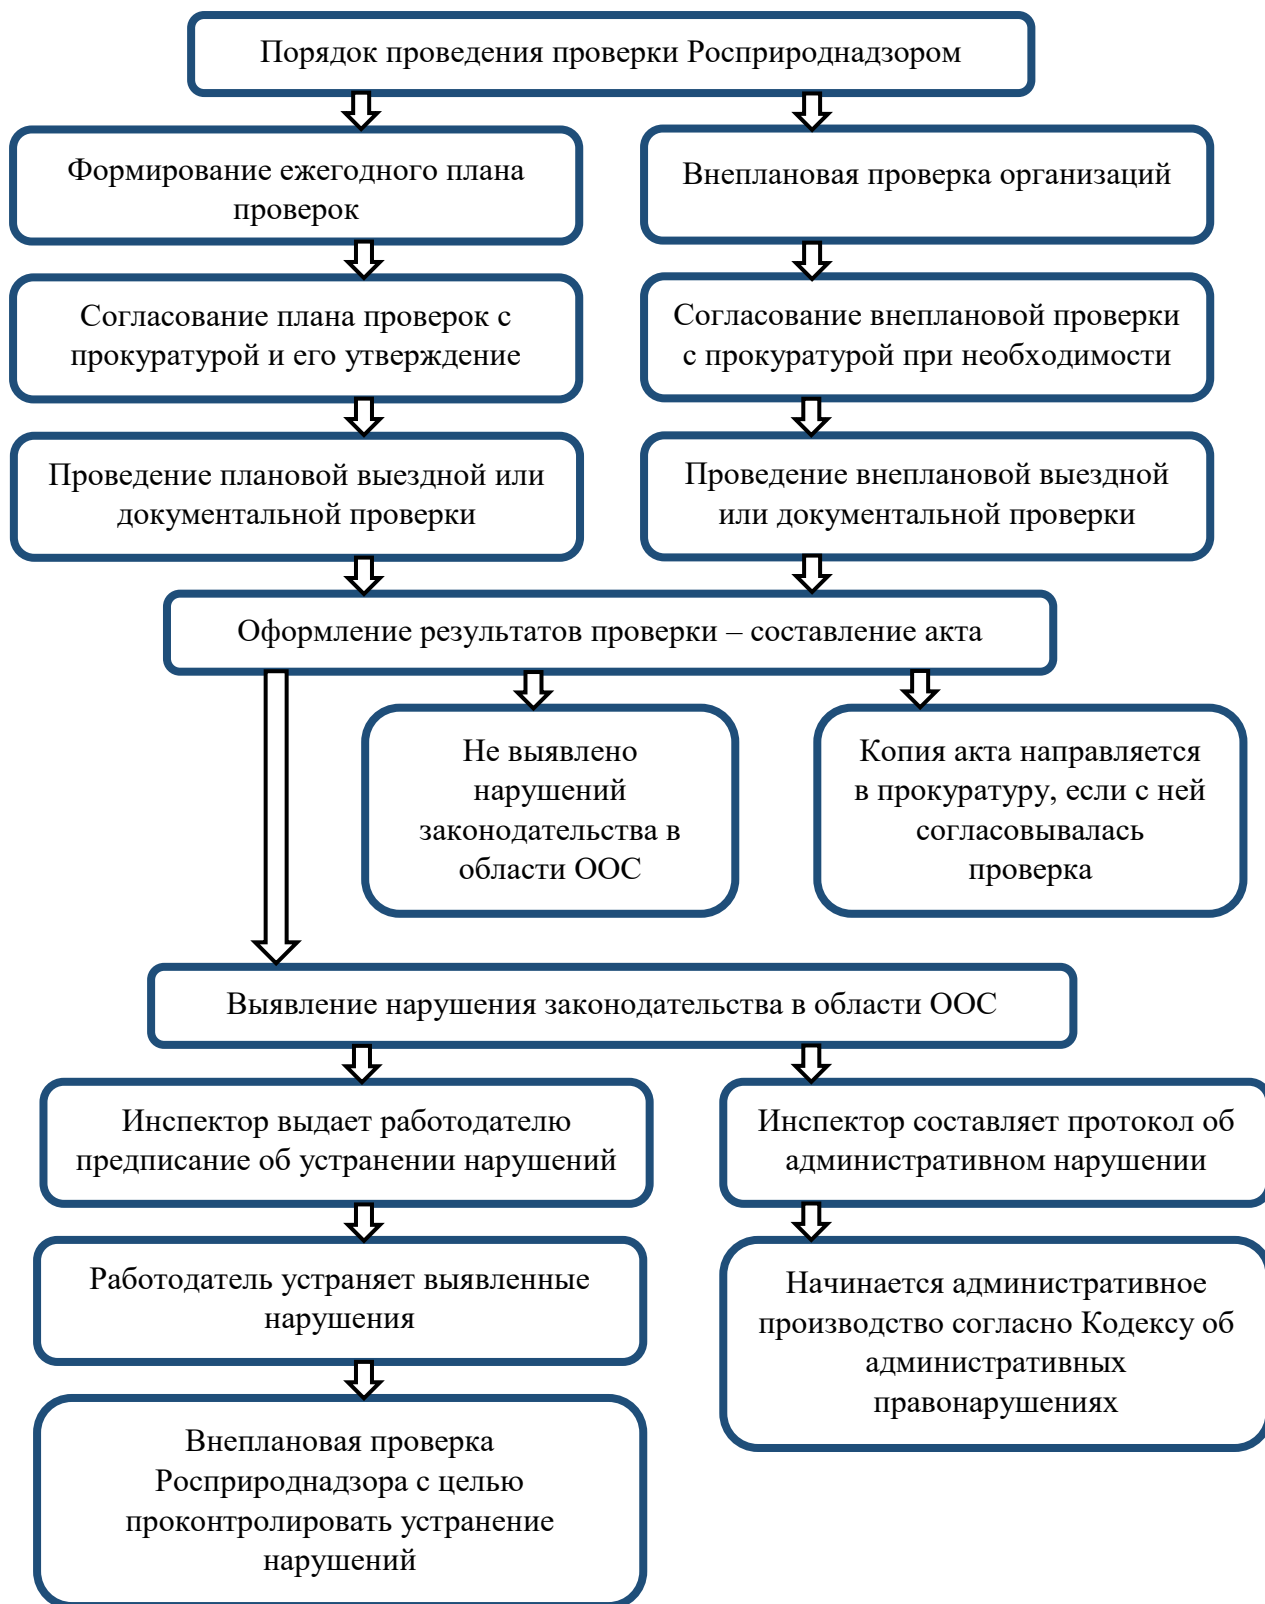 Порядок проведения проверки Росприроднадзором
Формирование ежегодного плана
проверок
Внеплановая проверка организаций
Согласование плана проверок с
прокуратурой и его утверждение
Согласование внеплановой проверки
с прокуратурой при необходимости
Проведение плановой выездной или
документальной проверки
Проведение внеплановой выездной
или документальной проверки
Оформление результатов проверки – составление акта
Не выявлено
нарушений
законодательства в
области ООС
Копия акта направляется
в прокуратуру, если с ней
согласовывалась
проверка
Выявление нарушения законодательства в области ООС
Инспектор выдает работодателю
предписание об устранении нарушений
Инспектор составляет протокол об
административном нарушении
Работодатель устраняет выявленные
нарушения
Начинается административное
производство согласно Кодексу об
административных
правонарушениях
Внеплановая проверка
Росприроднадзора с целью
проконтролировать устранение
нарушений